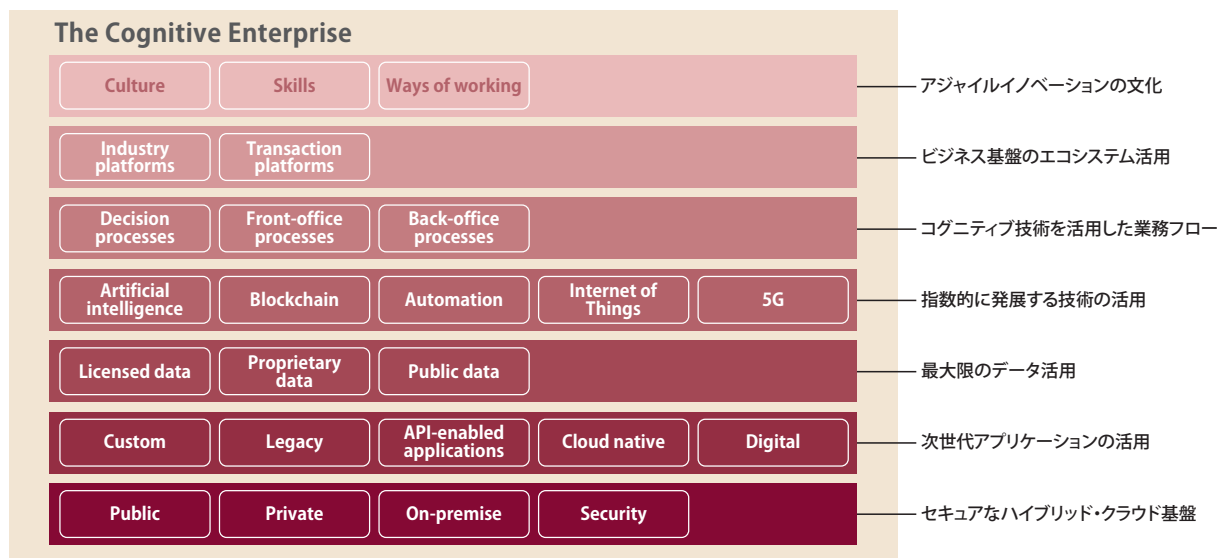 The Cognitive Enterprise
Culture
Skills
Ways of working
アジャイルイノベーションの文化
Industry
platforms
Transaction
platforms
ビジネス基盤のエコシステム活用
Decision
processes
Front-office
processes
Back-office
processes
コグニティブ技術を活用した業務フロー
Artificial
intelligence
Blockchain
Automation
Internet of
Things
5G
指数的に発展する技術の活用
Licensed data
Proprietary
data
Public data
最大限のデータ活用
Custom
Legacy
API-enabled
applications
Cloud native
Digital
次世代アプリケーションの活用
Public
Private
On-premise
Security
セキュアなハイブリッド・クラウド基盤